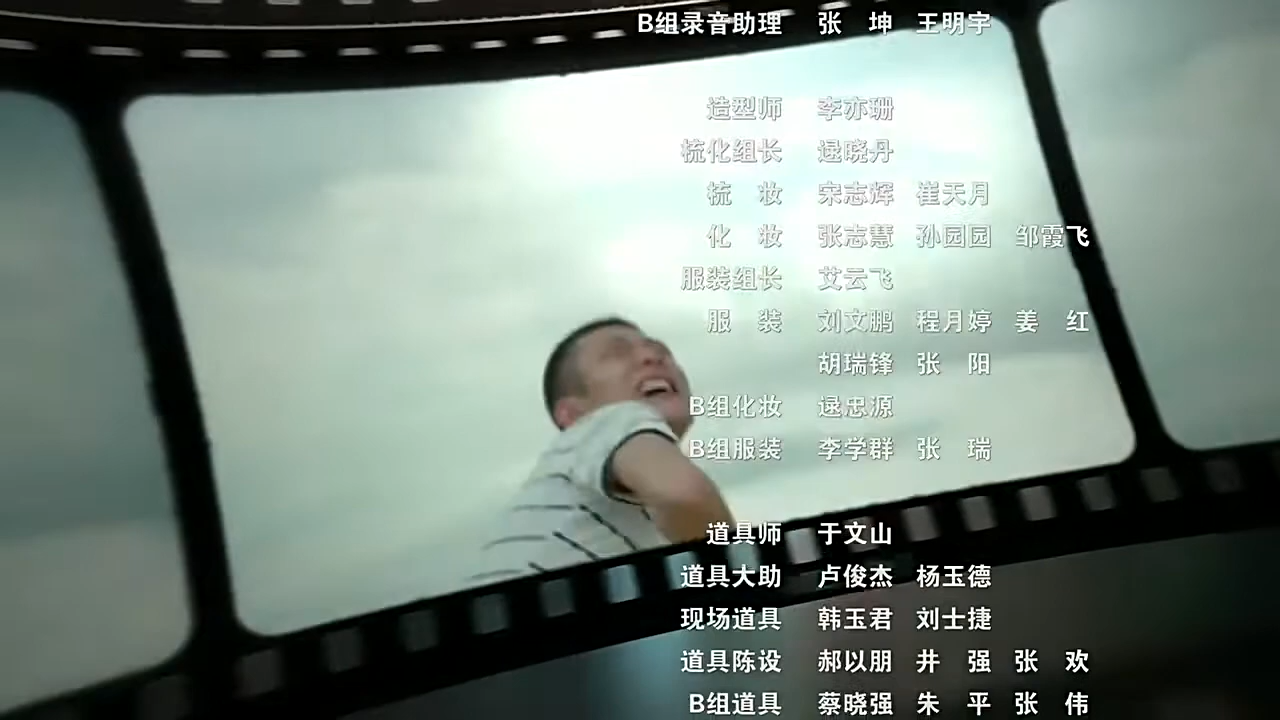 B组录音助理 张 坤 王明宇
造型师 李亦珊
梳化组长 逯晓丹
梳 妆 宋志辉 崔天月
化 妆 张志慧 孙园园 邹霞飞
服装组长 艾云飞
服 装 刘文鹏 程月婷 姜 红
胡瑞锋 张 阳
B组化妆 逯忠源
B组服装 李学群 张 瑞
道具师 于文山
道具大助 卢俊杰 杨玉德
现场道具 韩玉君 刘士捷
道具陈设 郝以朋 井 强 张 欢
B组道具 蔡晓强 朱 平 张 伟